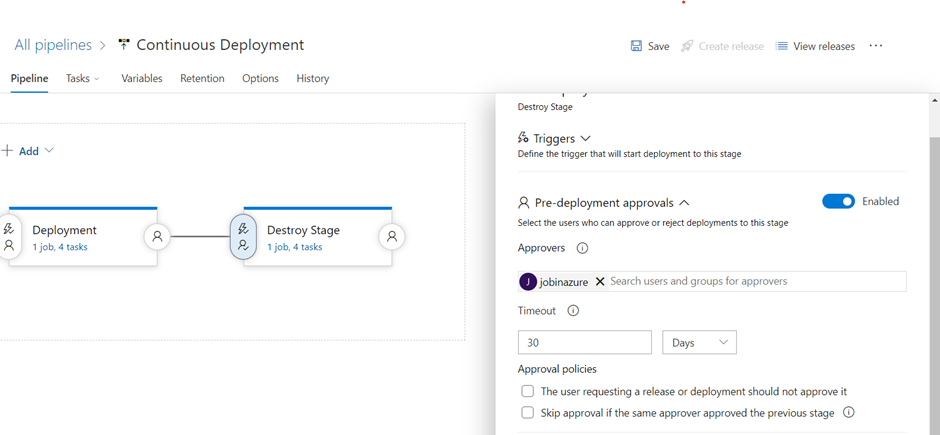 All pipelines > Continuous Deployment
Save Create release View releases ...
Pipeline Tasks Variables Retention Options History
Destroy Stage
Triggers
Define the trigger that will start deployment to this stage
+ Add
Pre-deployment approvals Enabled
Select the users who can approve or reject deployments to this stage
Deployment
1 job, 4 tasks
Destroy Stage
1 job, 4 tasks
Approvers
J jobinazure Search users and groups for approvers
Timeout
30 Days
Approval policies
The user requesting a release or deployment should not approve it
Skip approval if the same approver approved the previous stage